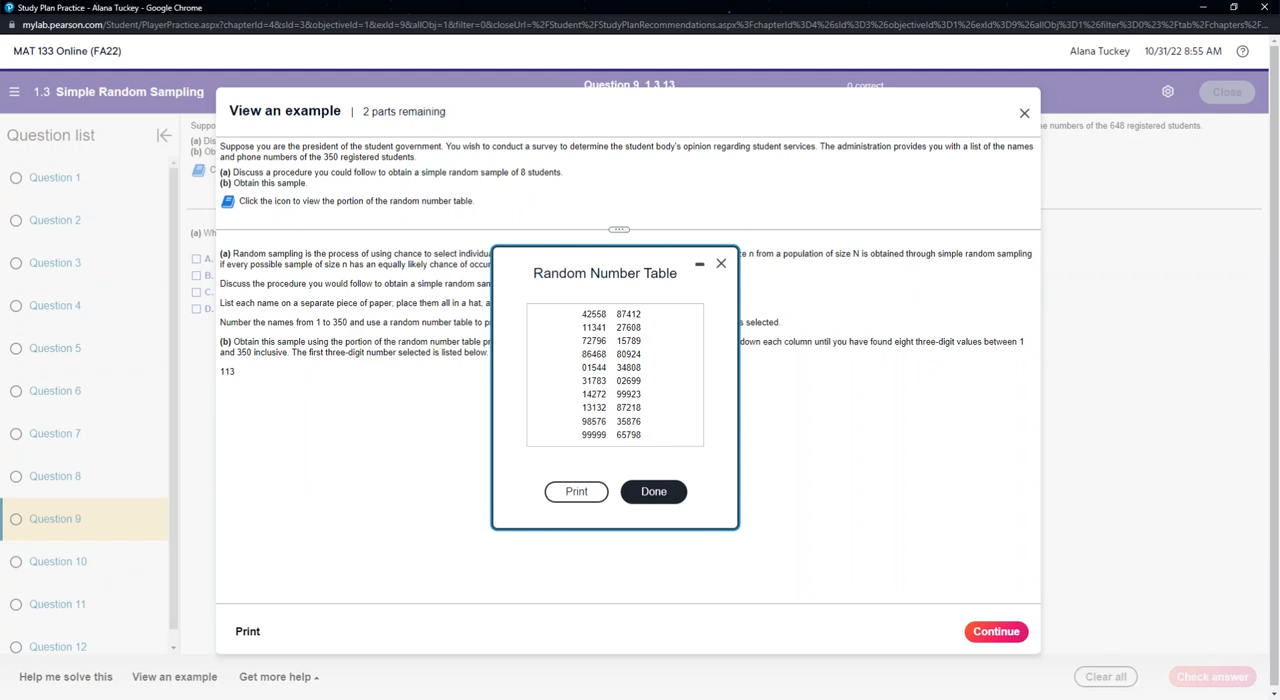 Study Plan Practice - Alana Tuckey - Google Chrome
mylab.pearson.com/Student/PlayerPractice.aspx?chapterId=4&sId=3&objectiveId=1&exId=9&allObj=1&filter=0&closeUrl=%2FStudent%2FStudyPlanRecommendations.aspx%3FchapterId%3D4%26sId%3D3%26objectiveId%3D1%26exId%3D9%26allObj%3D1%26filter%3D0%23%2Ftab%2Fchapters%2F...
MAT 133 Online (FA22)
Alana Tuckey 10/31/22 8:55 AM
1.3 Simple Random Sampling
Question 9, 1.3.13
0 correct
Close
Question list
Question 1
Question 2
Question 3
Question 4
Question 5
Question 6
Question 7
Question 8
Question 9
Question 10
Question 11
Question 12
Suppo
(a) Dis
(b) Ob
C
(a) Wh
A.
B.
C.
D.
e numbers of the 648 registered students.
View an example | 2 parts remaining
Suppose you are the president of the student government. You wish to conduct a survey to determine the student body's opinion regarding student services. The administration provides you with a list of the names
and phone numbers of the 350 registered students.
(a) Discuss a procedure you could follow to obtain a simple random sample of 8 students.
(b) Obtain this sample.
Click the icon to view the portion of the random number table.
(a) Random sampling is the process of using chance to select individu
e n from a population of size N is obtained through simple random sampling
if every possible sample of size n has an equally likely chance of occur
Discuss the procedure you would follow to obtain a simple random san
List each name on a separate piece of paper, place them all in a hat, a
Number the names from 1 to 350 and use a random number table to p
s selected.
(b) Obtain this sample using the portion of the random number table pr
down each column until you have found eight three-digit values between 1
and 350 inclusive. The first three-digit number selected is listed below.
113
Random Number Table
42558 87412
11341 27608
72796 15789
86468 80924
01544 34808
31783 02699
14272 99923
13132 87218
98576 35876
99999 65798
Print Done
Print
Continue
Help me solve this View an example Get more help
Clear all Check answer